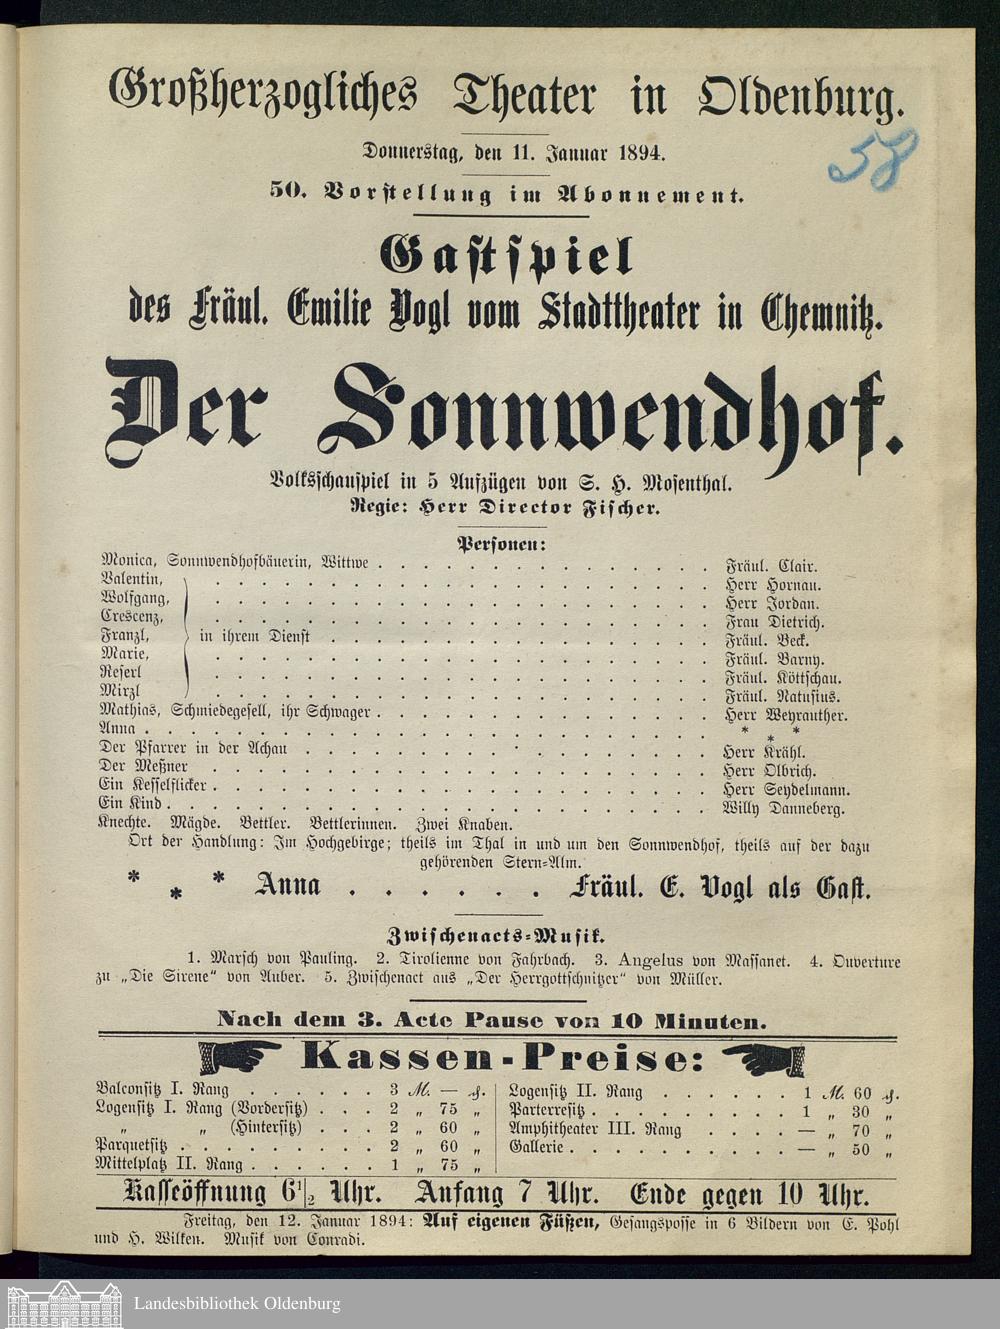 Großherzogliches Theater in Oldenburg.
58
Donnerstag, den 11. Januar 1894.
50. Vorstellung im Abonnement.
Gastspiel
des Fräul. Emilie Vogl vom Stadttheater in Chemnitz.
Der Sonnwendhof.
Volksschauspiel in 5 Aufzügen von S. H. Mosenthal.
Regie: Herr Director Fischer.
Personen:
Monica, Sonnwendhofbäuerin, Wittwe . . . . . . . . . . . . . . . Fräul. Clair.
Valentin, . . . . . . . . . . . . . . . . . . . . . . Herr Hornau.
Wolfgang, . . . . . . . . . . . . . . . . . . . . . . Herr Jordan.
Crescenz, . . . . . . . . . . . . . . . . . . . . . . Frau Dietrich.
Franzl, } in ihrem Dienst . . . . . . . . . . . . . . . . . Fräul. Beck.
Marie, . . . . . . . . . . . . . . . . . . . . . . Fräul. Barny.
Reserl . . . . . . . . . . . . . . . . . . . . . . Fräul. Köttschau.
Mirzl . . . . . . . . . . . . . . . . . . . . . . Fräul. Natusius.
Mathias, Schmiedegesell, ihr Schwager . . . . . . . . . . . . . . . Herr Weyrauther.
Anna . . . . . . . . . . . . . . . . . . . . . . . . . * * *
Der Pfarrer in der Achau . . . . . . . . . . . . . . . . . . Herr Krähl.
Der Meßner . . . . . . . . . . . . . . . . . . . . . . Herr Olbrich.
Ein Kesselflicker . . . . . . . . . . . . . . . . . . . . . . Herr Seydelmann.
Ein Kind . . . . . . . . . . . . . . . . . . . . . . . . Willy Danneberg.
Knechte. Mägde. Bettler. Bettlerinnen. Zwei Knaben.
Ort der Handlung: Im Hochgebirge; theils im Thal in und um den Sonnwendhof, theils auf der dazu
gehörenden Stern-Alm.
* * * Anna . . . . . . Fräul. E. Vogl als Gast.
Zwischenacts-Musik.
1. Marsch von Pauling. 2. Tirolienne von Fahrbach. 3. Angelus von Massanet. 4. Ouverture
zu „Die Sirene“ von Auber. 5. Zwischenact aus „Der Herrgottschnitzer“ von Müller.
Nach dem 3. Acte Pause von 10 Minuten.
Kassen-Preise:
Balconsitz I. Rang . . . . . . 3 M. — ₰.
Logensitz I. Rang (Vordersitz) . . . 2 „ 75 „
„ „ (Hintersitz) . . . 2 „ 60 „
Parquetsitz . . . . . . . . . 2 „ 60 „
Mittelplatz II. Rang . . . . . . 1 „ 75 „
Logensitz II. Rang . . . . . . 1 M. 60 ₰.
Parterresitz . . . . . . . . . 1 „ 30 „
Amphitheater III. Rang . . . . — „ 70 „
Gallerie . . . . . . . . . . — „ 50 „
Kasseöffnung 6½ Uhr. Anfang 7 Uhr. Ende gegen 10 Uhr.
Freitag, den 12. Januar 1894: Auf eigenen Füßen, Gesangsposse in 6 Bildern von E. Pohl
und H. Wilken. Musik von Conradi.
Landesbibliothek Oldenburg